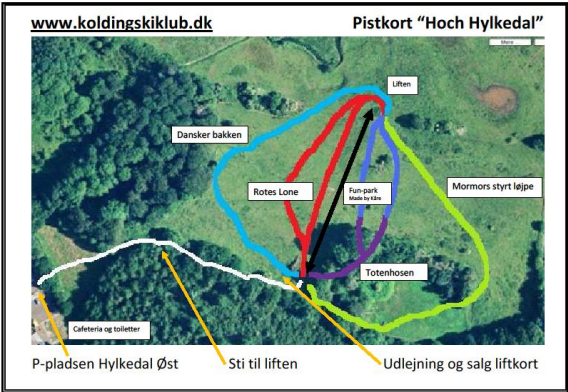 www.koldingskiklub.dk
Pistkort “Hoch Hylkedal”
Mere
Liften
Dansker bakken
Rotes Lone
Fun-park
Made by Kåre
Mormors styrt løjpe
Totenhosen
Cafeteria og toiletter
P-pladsen Hylkedal Øst
Sti til liften
Udlejning og salg liftkort